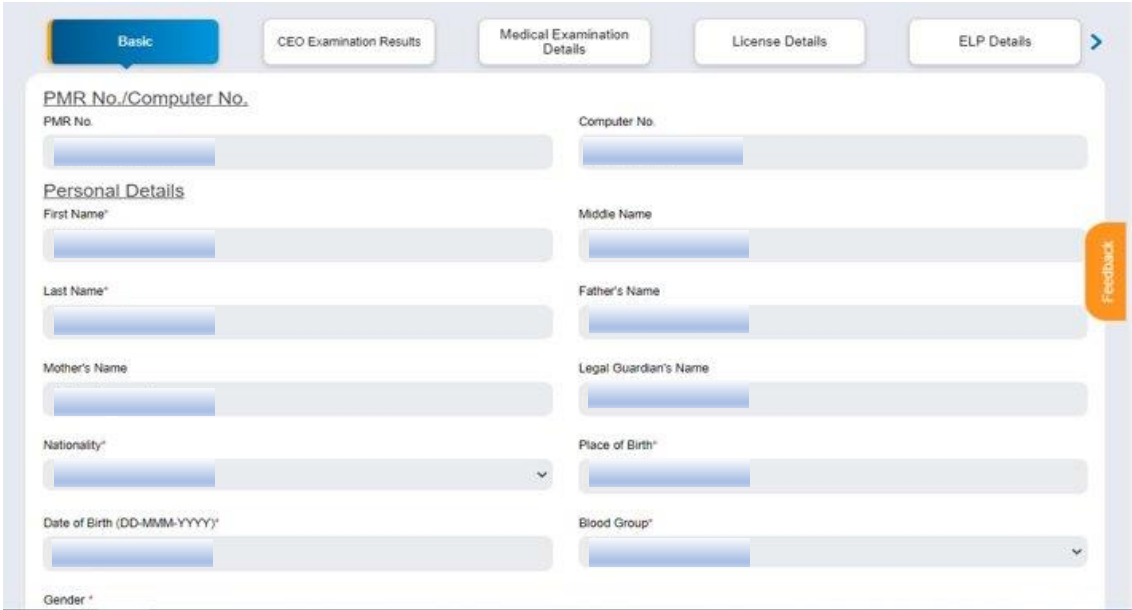 Basic
CEO Examination Results
Medical Examination
Details
License Details
ELP Details
PMR No./Computer No.
PMR No.
Computer No.
Personal Details
First Name*
Middle Name
Last Name*
Father's Name
Mother's Name
Legal Guardian's Name
Nationality*
Place of Birth*
Date of Birth (DD-MMM-YYYY)*
Blood Group*
Gender *
Feedback